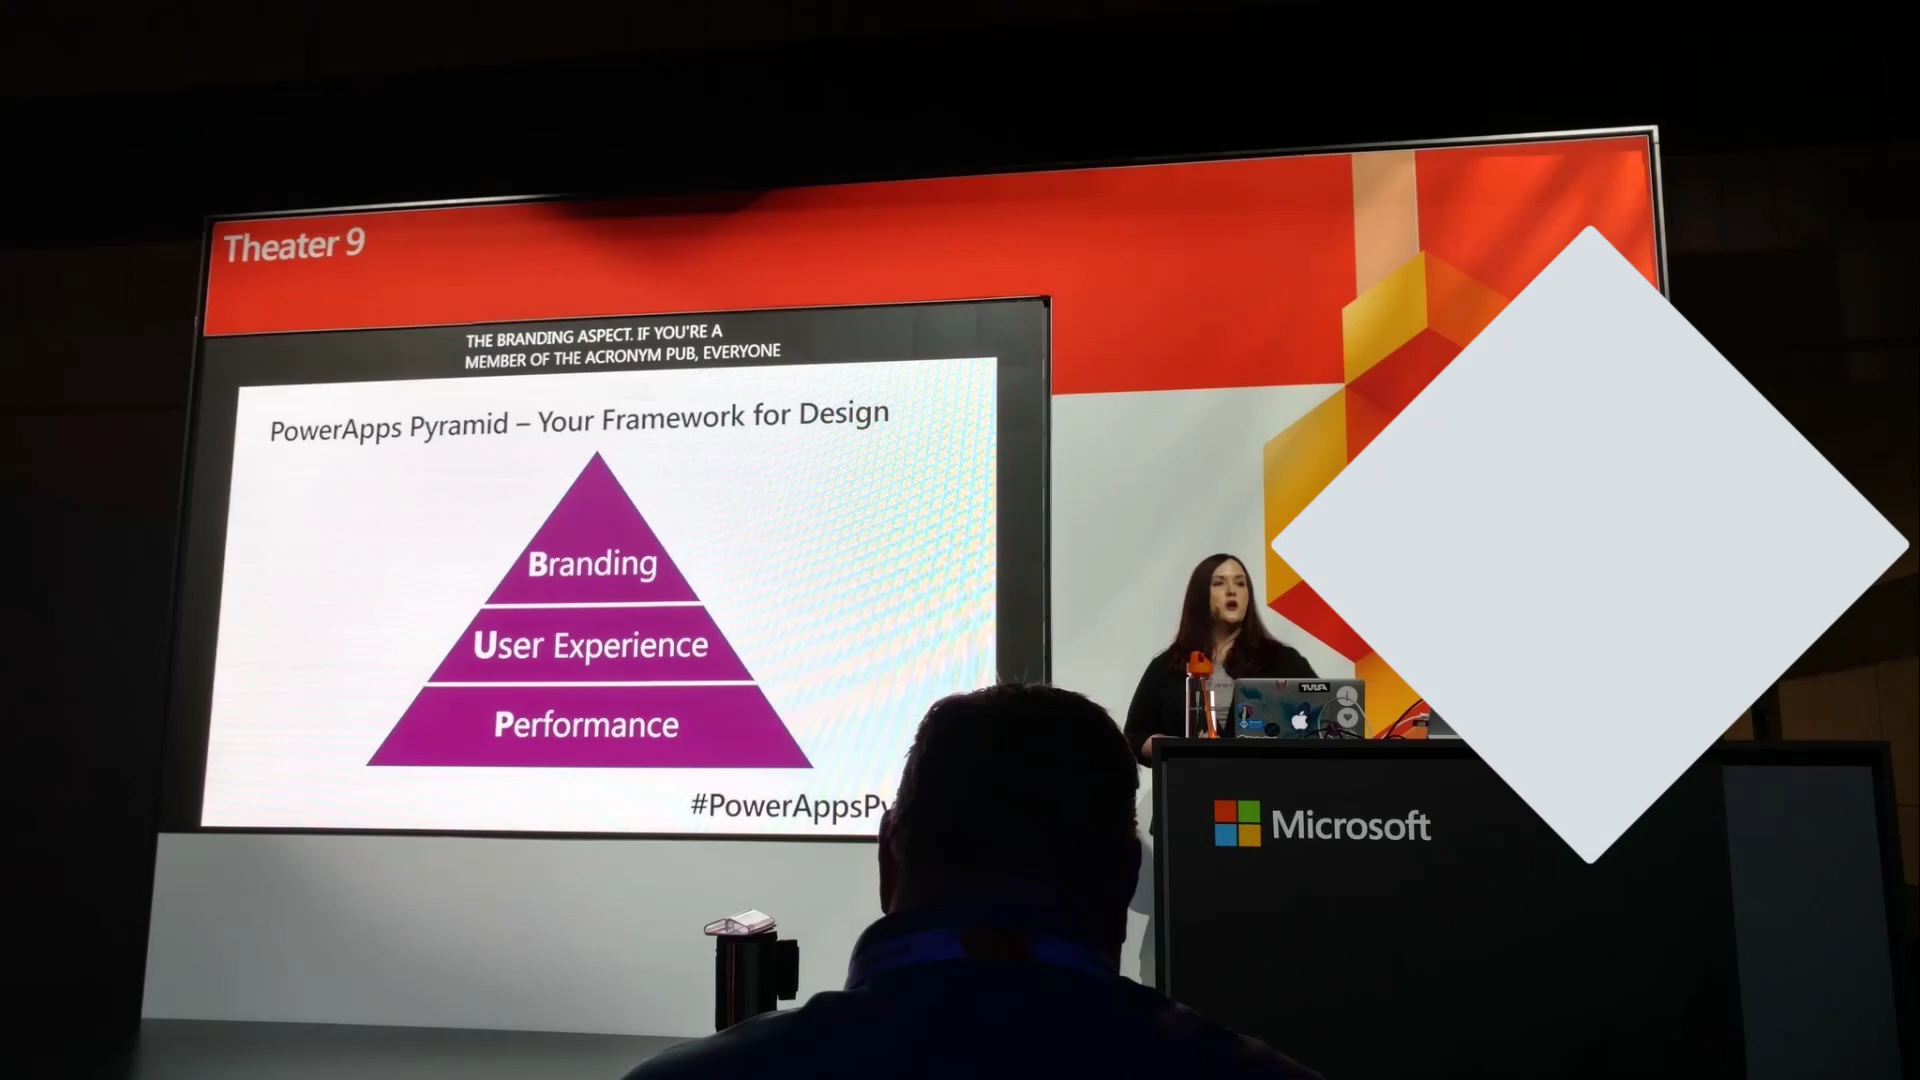 Theater 9
THE BRANDING ASPECT. IF YOU'RE A
MEMBER OF THE ACRONYM PUB, EVERYONE
PowerApps Pyramid – Your Framework for Design
Branding
User Experience
Performance
#PowerAppsPy
TULSA
Microsoft